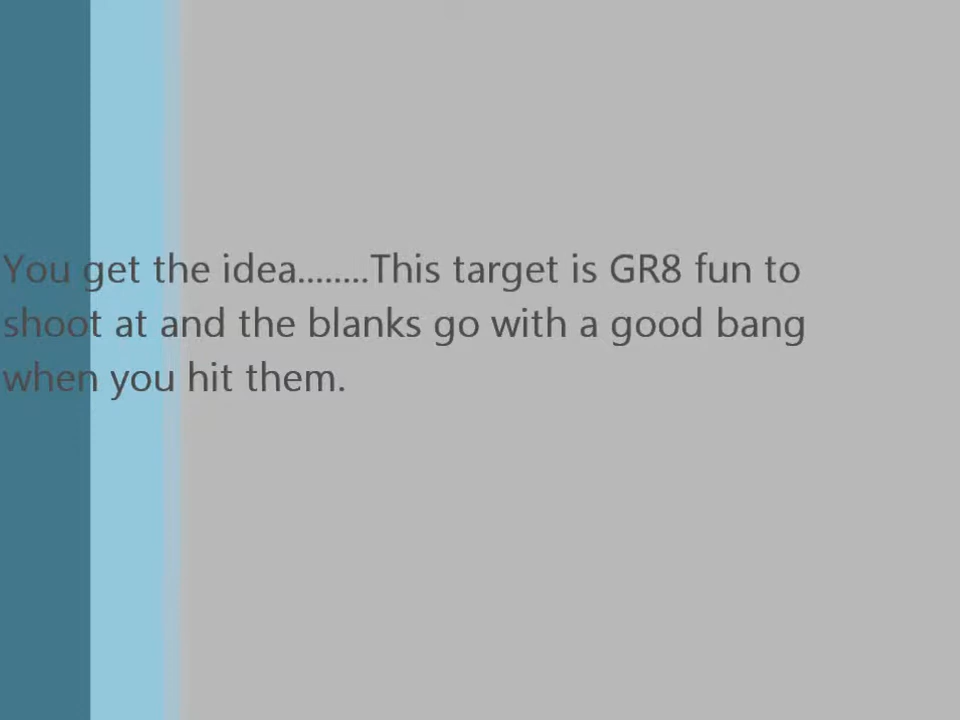 You get the idea........This target is GR8 fun to
shoot at and the blanks go with a good bang
when you hit them.